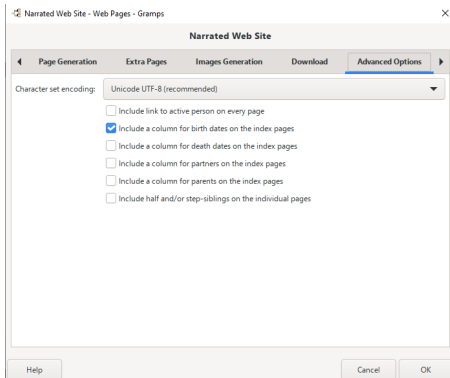 Narrated Web Site - Web Pages - Gramps
Narrated Web Site
Page Generation Extra Pages Images Generation Download Advanced Options
Character set encoding: Unicode UTF-8 (recommended)
Include link to active person on every page
Include a column for birth dates on the index pages
Include a column for death dates on the index pages
Include a column for partners on the index pages
Include a column for parents on the index pages
Include half and/or step-siblings on the individual pages
Help Cancel OK